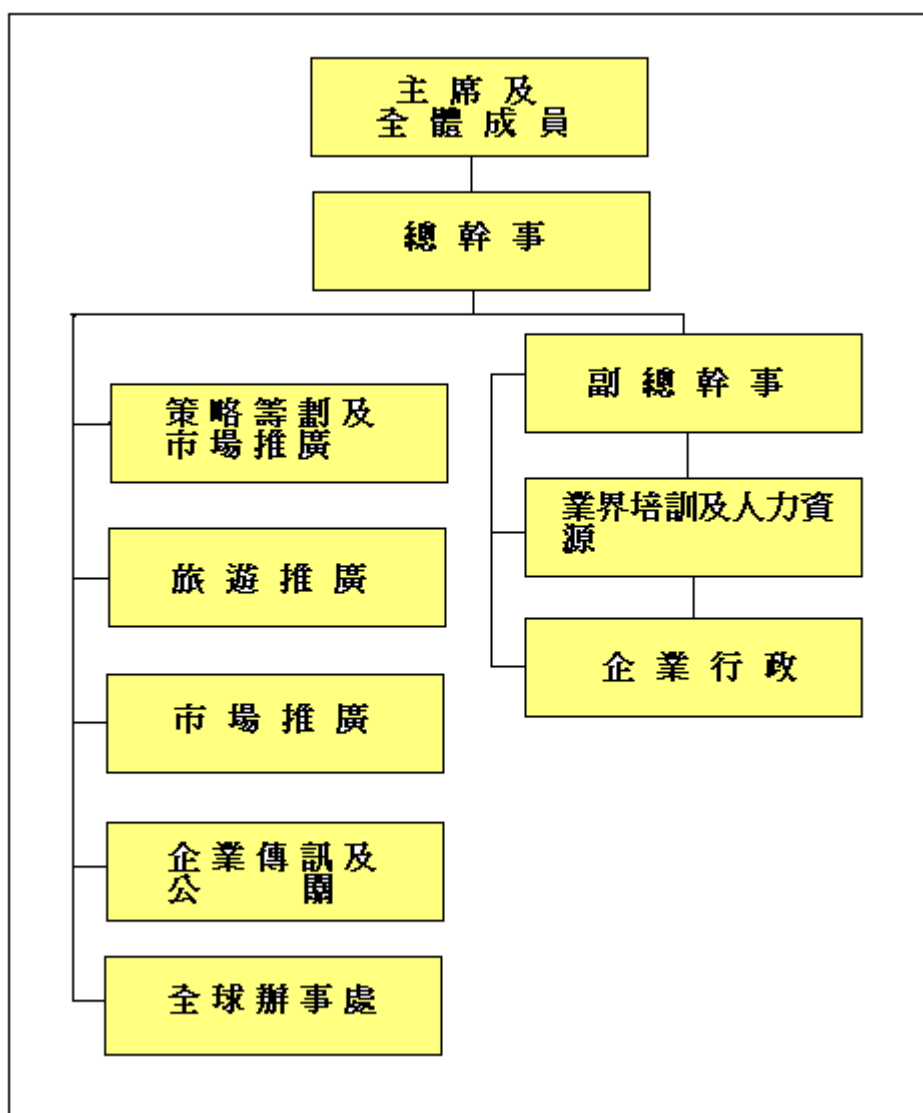 主席及
全體成員
總幹事
副總幹事
策略籌劃及
市場推廣
業界培訓及人力資
源
旅遊推廣
企業行政
市場推廣
企業傳訊及
公關
全球辦事處